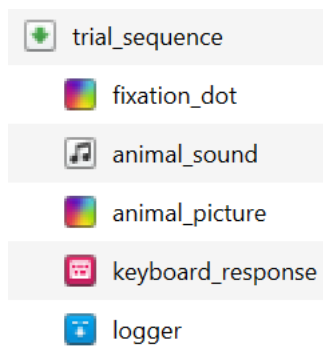 trial_sequence
fixation_dot
animal_sound
animal_picture
keyboard_response
logger